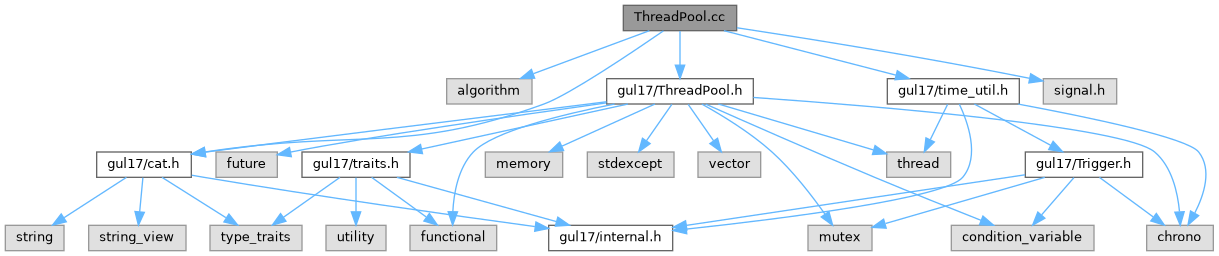 ThreadPool.cc
algorithm
gul17/ThreadPool.h
gul17/time_util.h
signal.h
gul17/cat.h
future
gul17/traits.h
memory
stdexcept
vector
thread
gul17/Trigger.h
string
string_view
type_traits
utility
functional
gul17/internal.h
mutex
condition_variable
chrono